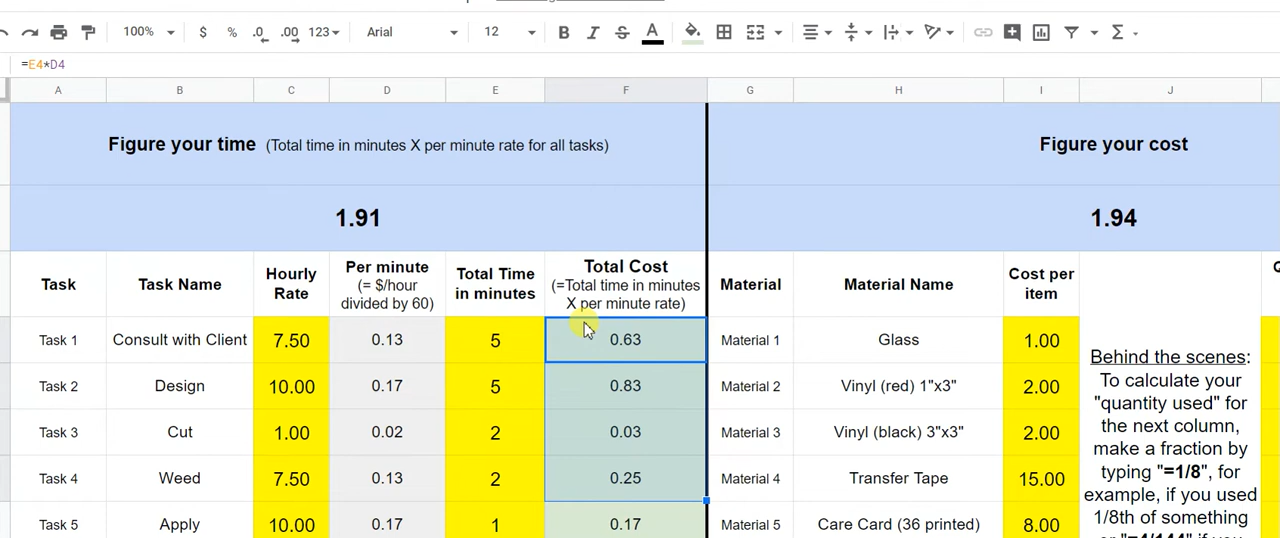 100% $ % .0 .00 123 Arial 12 B I S A Σ
=E4*D4
A B C D E F G H I J
Figure your time (Total time in minutes X per minute rate for all tasks) Figure your cost
1.91 1.94
Task Task Name Hourly Rate Per minute (= $/hour divided by 60) Total Time in minutes Total Cost (=Total time in minutes X per minute rate) Material Material Name Cost per item
Task 1 Consult with Client 7.50 0.13 5 0.63 Material 1 Glass 1.00
Task 2 Design 10.00 0.17 5 0.83 Material 2 Vinyl (red) 1"x3" 2.00
Task 3 Cut 1.00 0.02 2 0.03 Material 3 Vinyl (black) 3"x3" 2.00
Task 4 Weed 7.50 0.13 2 0.25 Material 4 Transfer Tape 15.00
Task 5 Apply 10.00 0.17 1 0.17 Material 5 Care Card (36 printed) 8.00
Behind the scenes:
To calculate your
"quantity used" for
the next column,
make a fraction by
typing "=1/8", for
example, if you used
1/8th of something